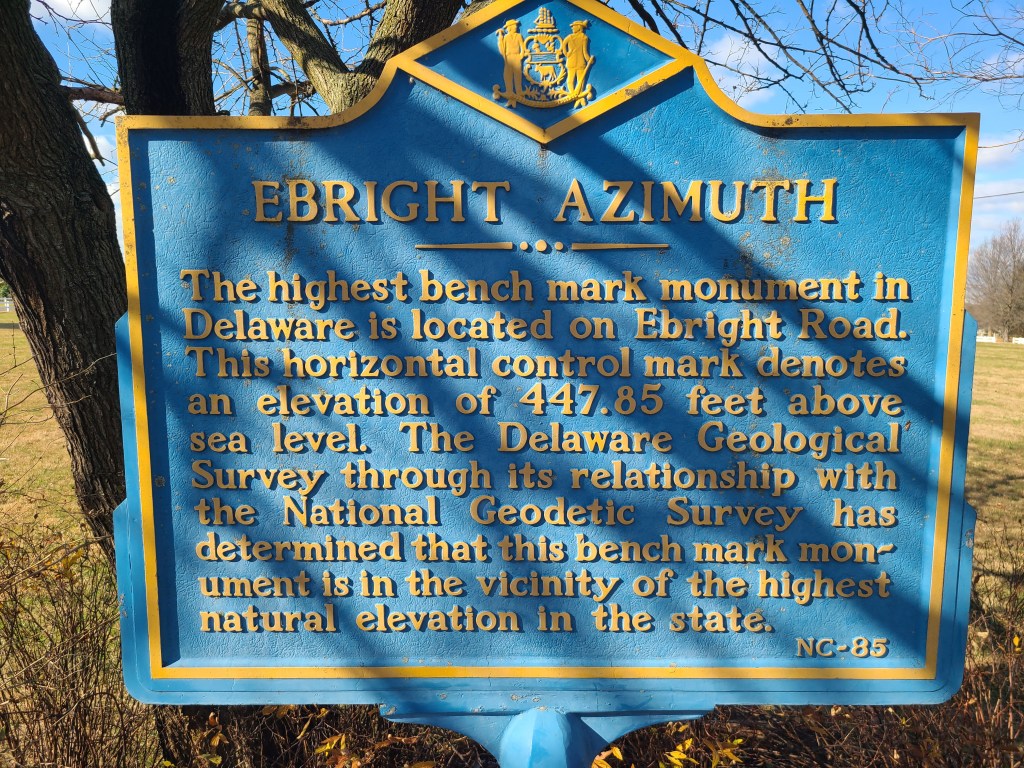 EBRIGHT AZIMUTH
The highest bench mark monument in
Delaware is located on Ebright Road.
This horizontal control mark denotes
an elevation of 447.85 feet above
sea level. The Delaware Geological
Survey through its relationship with
the National Geodetic Survey has
determined that this bench mark mon-
ument is in the vicinity of the highest
natural elevation in the state.
NC-85